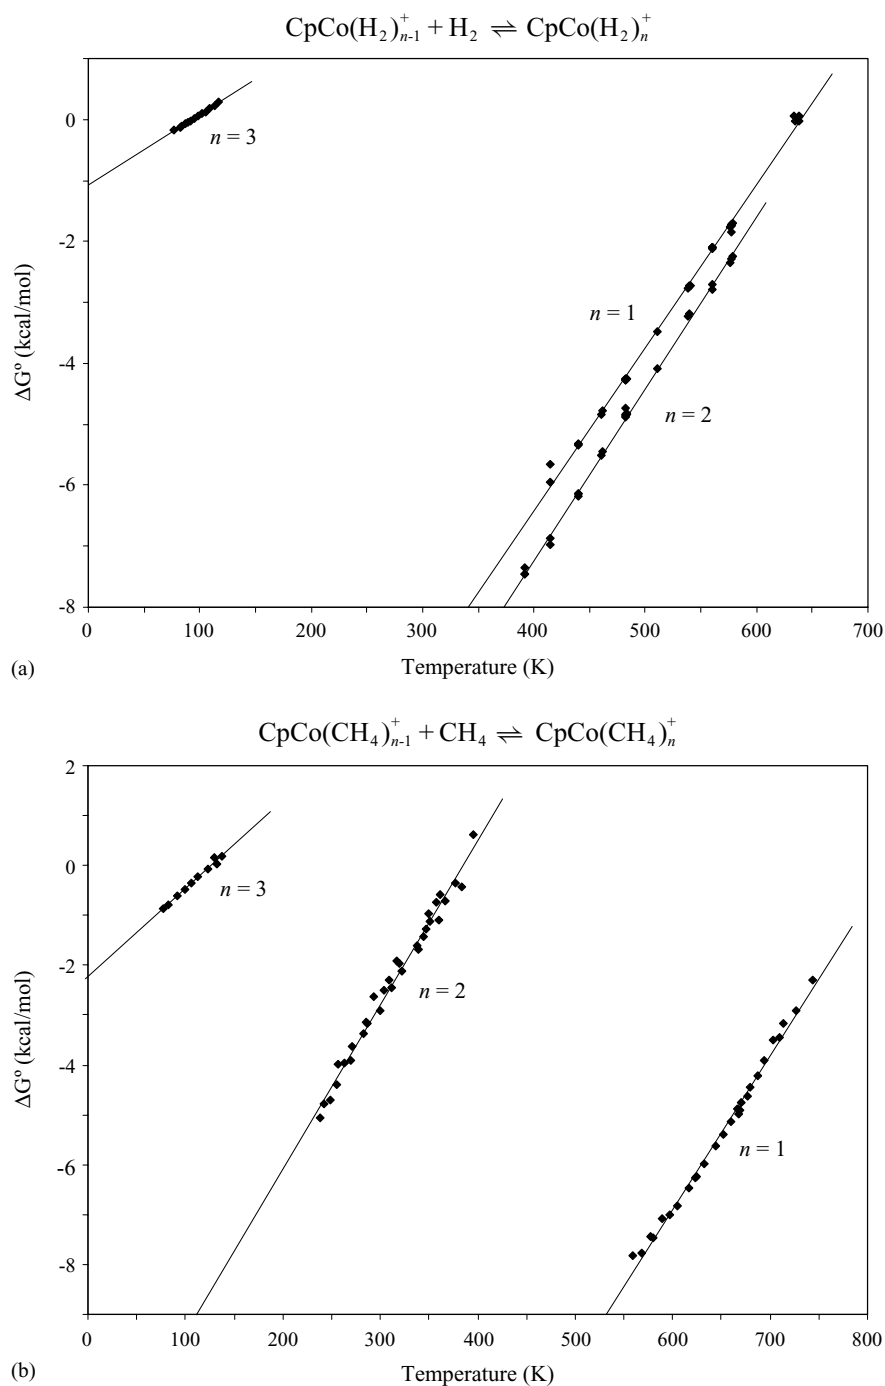 CpCo(H₂)ₙ₋₁⁺ + H₂ ⇌ CpCo(H₂)ₙ⁺
0
n = 3
-2
n = 1
ΔGº (kcal/mol)
-4
n = 2
-6
-8
0 100 200 300 400 500 600 700
(a) Temperature (K)
CpCo(CH₄)ₙ₋₁⁺ + CH₄ ⇌ CpCo(CH₄)ₙ⁺
2
0
n = 3
-2
n = 2
ΔGº (kcal/mol)
-4
n = 1
-6
-8
0 100 200 300 400 500 600 700 800
(b) Temperature (K)